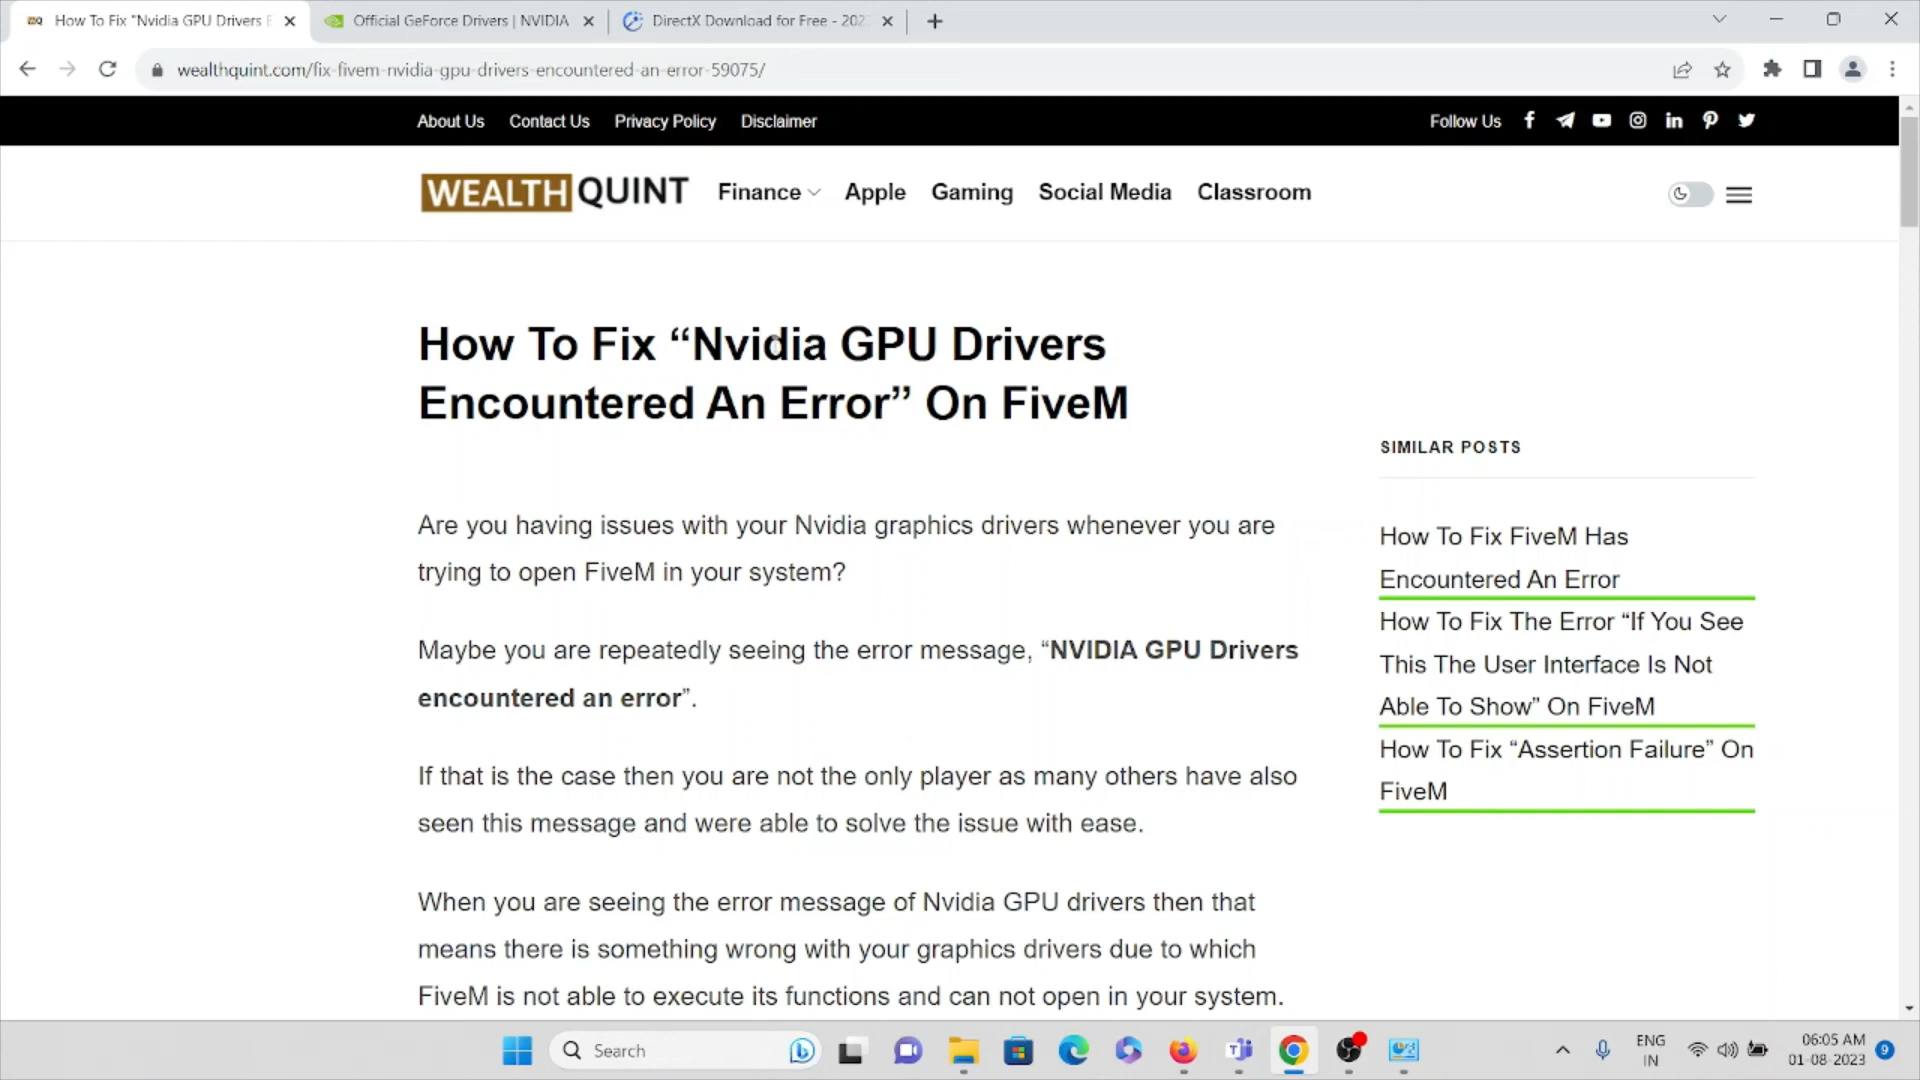 How To Fix "Nvidia GPU Drivers E
Official GeForce Drivers | NVIDIA
DirectX Download for Free - 202
wealthquint.com/fix-fivem-nvidia-gpu-drivers-encountered-an-error-59075/
About Us Contact Us Privacy Policy Disclaimer
Follow Us
WEALTH QUINT
Finance Apple Gaming Social Media Classroom
How To Fix “Nvidia GPU Drivers
Encountered An Error” On FiveM
Are you having issues with your Nvidia graphics drivers whenever you are
trying to open FiveM in your system?
Maybe you are repeatedly seeing the error message, “NVIDIA GPU Drivers
encountered an error”.
If that is the case then you are not the only player as many others have also
seen this message and were able to solve the issue with ease.
When you are seeing the error message of Nvidia GPU drivers then that
means there is something wrong with your graphics drivers due to which
FiveM is not able to execute its functions and can not open in your system.
SIMILAR POSTS
How To Fix FiveM Has
Encountered An Error
How To Fix The Error “If You See
This The User Interface Is Not
Able To Show” On FiveM
How To Fix “Assertion Failure” On
FiveM
Search
ENG
IN
06:05 AM
01-08-2023
9